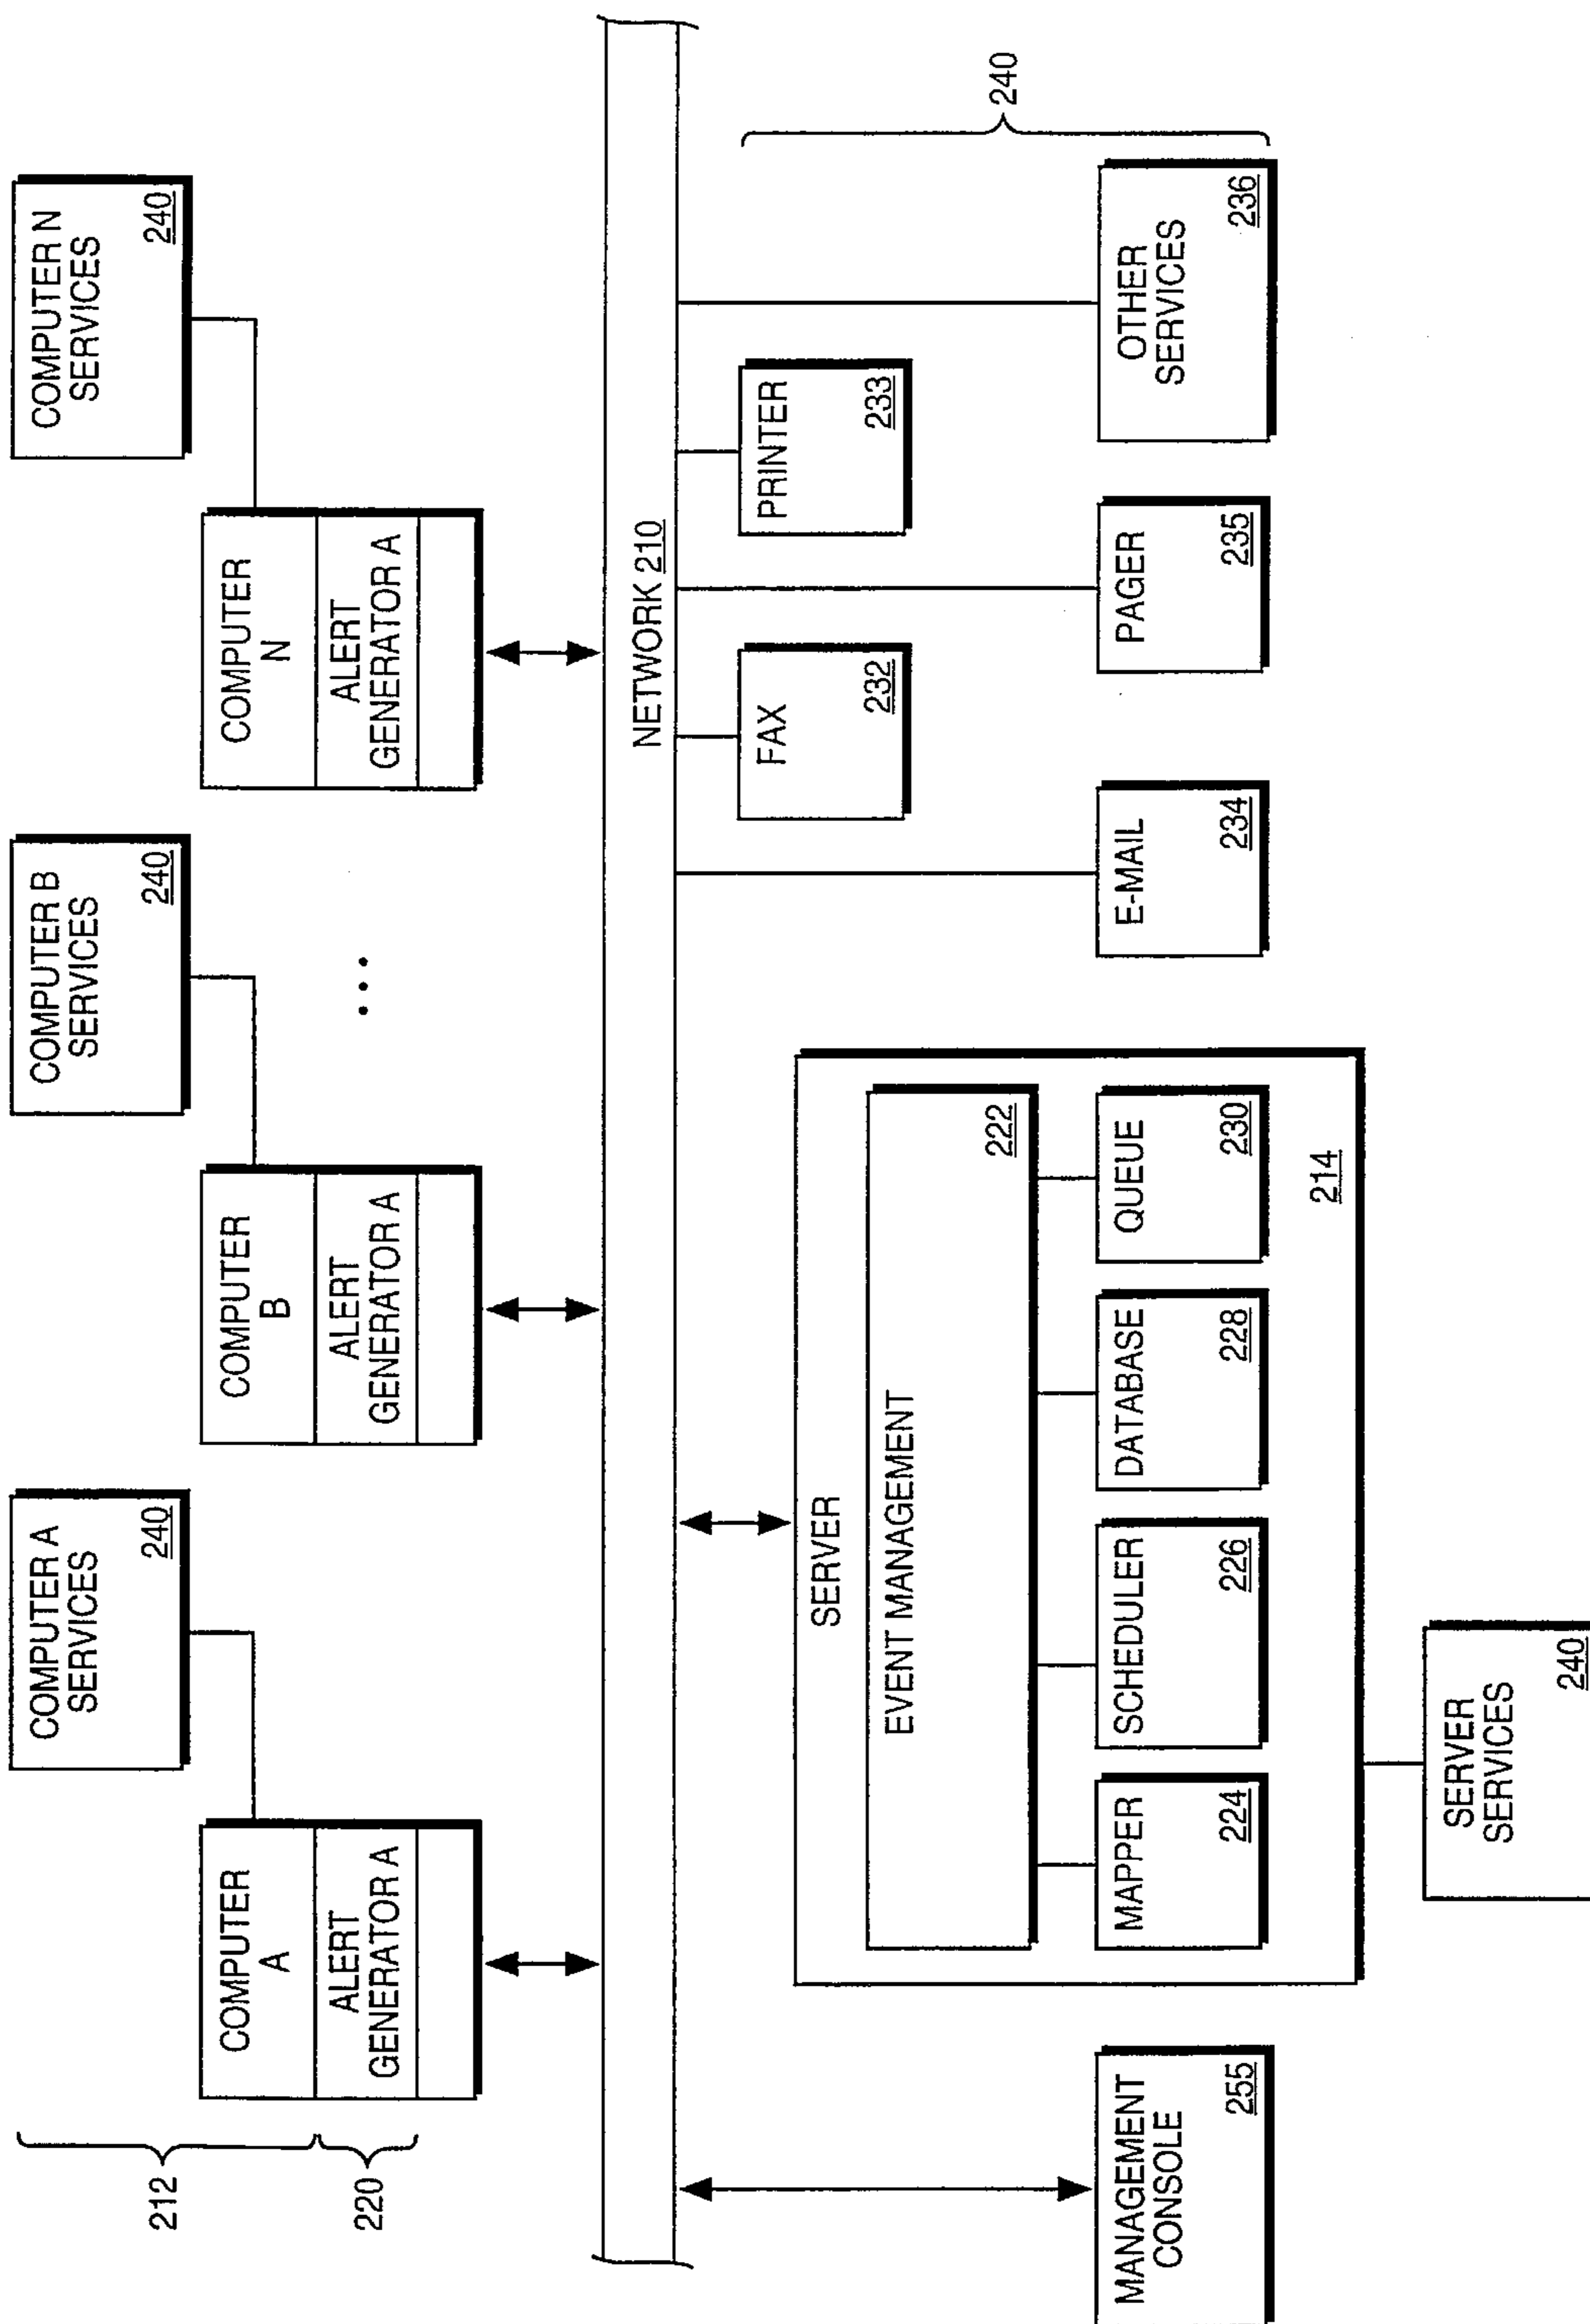 COMPUTER A
SERVICES
240
COMPUTER B
SERVICES
240
COMPUTER N
SERVICES
240
212
220
COMPUTER
A
ALERT
GENERATOR A
COMPUTER
B
ALERT
GENERATOR A
...
COMPUTER
N
ALERT
GENERATOR A
NETWORK 210
MANAGEMENT
CONSOLE
255
SERVER
EVENT MANAGEMENT
222
MAPPER
224
SCHEDULER
226
DATABASE
228
QUEUE
230
214
SERVER
SERVICES
240
FAX
232
PRINTER
233
E-MAIL
234
PAGER
235
OTHER
SERVICES
236
240